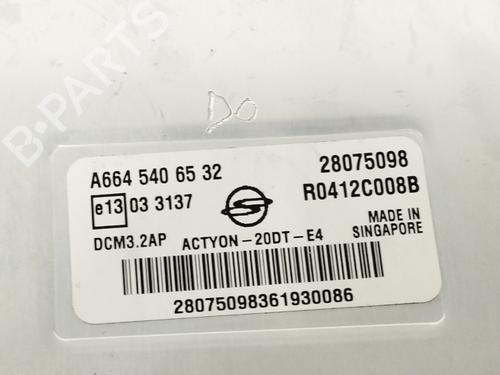 B-PARTS
DO
A664 540 65 32
28075098
e13 03 3137
R0412C008B
DCM3.2AP
ACTYON-20DT-E4
MADE IN
SINGAPORE
28075098361930086